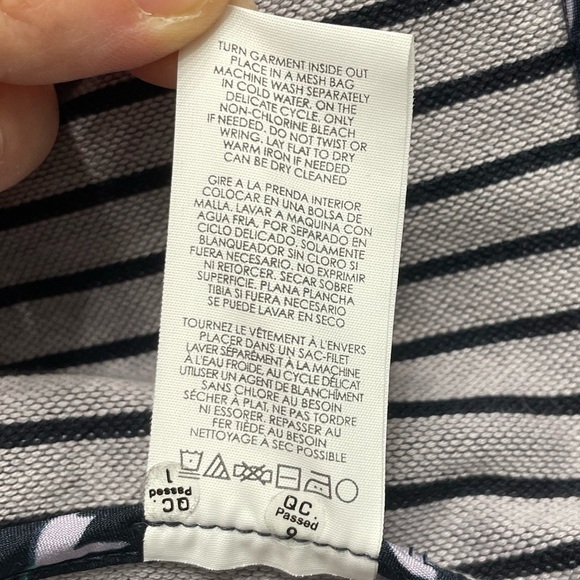 TURN GARMENT INSIDE OUT
PLACE IN A MESH BAG
MACHINE WASH SEPARATELY
IN COLD WATER, ON THE
DELICATE CYCLE. ONLY
NON-CHLORINE BLEACH
IF NEEDED. DO NOT TWIST OR
WRING. LAY FLAT TO DRY
WARM IRON IF NEEDED
CAN BE DRY CLEANED
GIRE A LA PRENDA INTERIOR
COLOCAR EN UNA BOLSA DE
MALLA. LAVAR A MAQUINA CON
AGUA FRIA, POR SEPARADO EN
CICLO DELICADO. SOLAMENTE
BLANQUEADOR SIN CLORO SI
FUERA NECESARIO. NO EXPRIMIR
NI RETORCER. SECAR SOBRE
SUPERFICIE. PLANA PLANCHA
TIBIA SI FUERA NECESARIO
SE PUEDE LAVAR EN SECO
TOURNEZ LE VÊTEMENT À L'ENVERS
PLACER DANS UN SAC-FILET
LAVER SÉPARÉMENT À LA MACHINE
À L'EAU FROIDE, AU CYCLE DÉLICAT
UTILISER UN AGENT DE BLANCHIMENT
SANS CHLORE AU BESOIN
SÉCHER À PLAT, NE PAS TORDRE
NI ESSORER. REPASSER AU
FER TIÈDE AU BESOIN
NETTOYAGE A SEC POSSIBLE
QC.
Passed
1
QC.
Passed
9